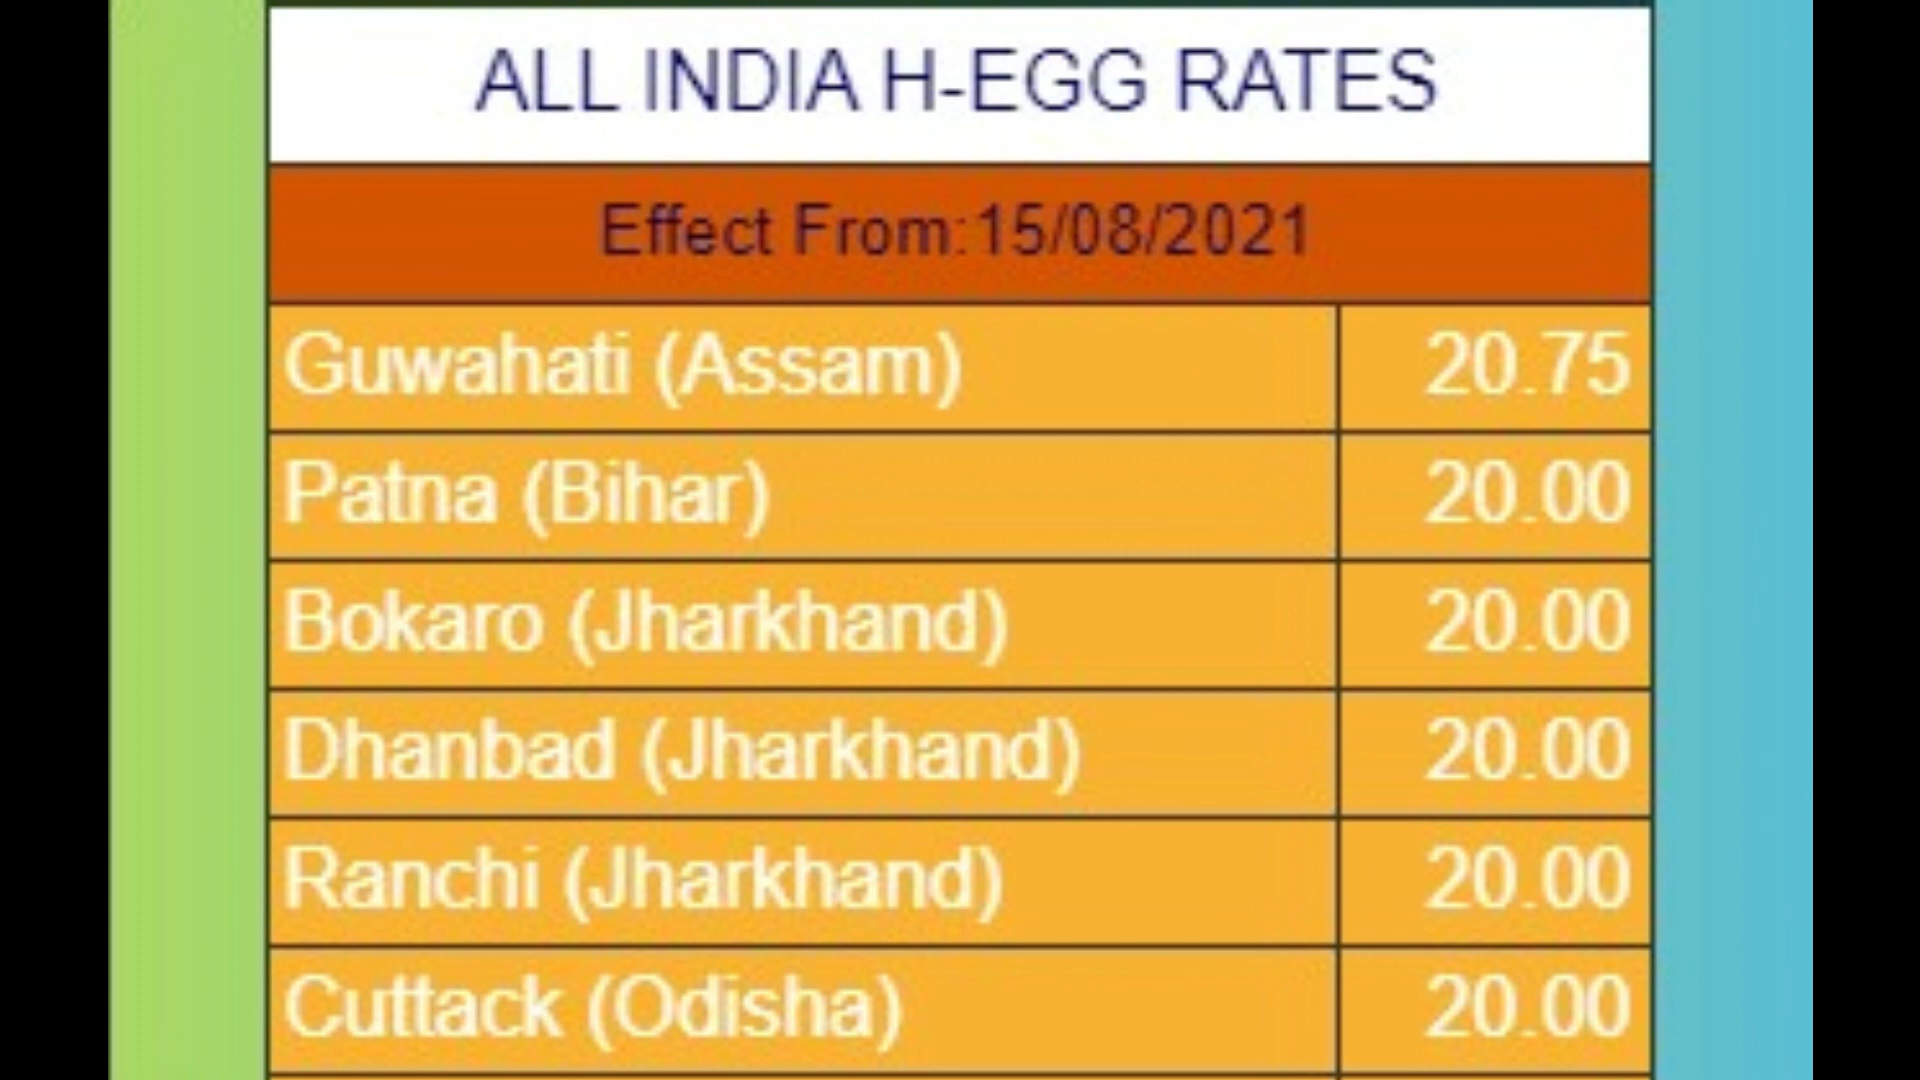 ALL INDIA H-EGG RATES
Effect From:15/08/2021
Guwahati (Assam) 20.75
Patna (Bihar) 20.00
Bokaro (Jharkhand) 20.00
Dhanbad (Jharkhand) 20.00
Ranchi (Jharkhand) 20.00
Cuttack (Odisha) 20.00